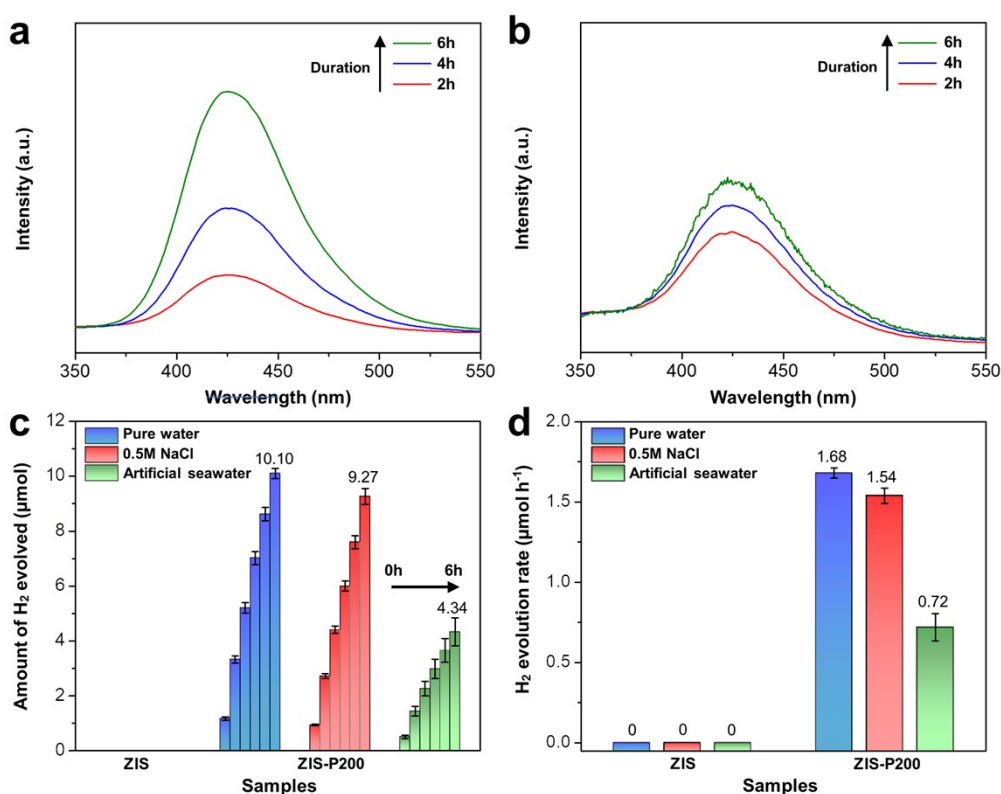 a
6h
4h
2h
Duration
Intensity (a.u.)
350 400 450 500 550
Wavelength (nm)
b
6h
4h
2h
Duration
Intensity (a.u.)
350 400 450 500 550
Wavelength (nm)
c
Pure water
0.5M NaCl
Artificial seawater
10.10
9.27
0h 6h
4.34
12
10
8
6
4
2
0
Amount of H₂ evolved (μmol)
ZIS ZIS-P200
Samples
d
Pure water
0.5M NaCl
Artificial seawater
1.68
1.54
0.72
0 0 0
2.0
1.5
1.0
0.5
0.0
H₂ evolution rate (μmol h⁻¹)
ZIS ZIS-P200
Samples